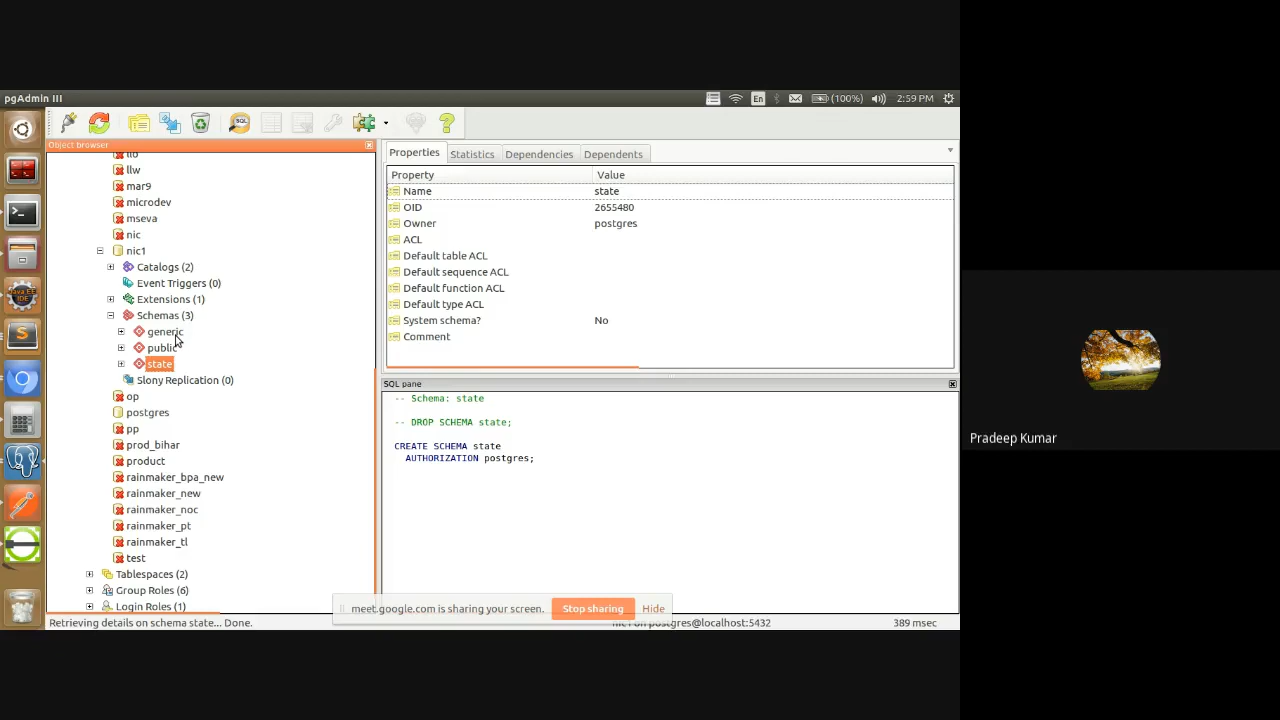 pgAdmin III
En
(100%)
2:59 PM
SQL
Object browser
llo
llw
mar9
microdev
mseva
nic
nic1
Catalogs (2)
Event Triggers (0)
Extensions (1)
Schemas (3)
generic
public
state
Slony Replication (0)
op
postgres
pp
prod_bihar
product
rainmaker_bpa_new
rainmaker_new
rainmaker_noc
rainmaker_pt
rainmaker_tl
test
Tablespaces (2)
Group Roles (6)
Login Roles (1)
Properties Statistics Dependencies Dependents
Property Value
Name state
OID 2655480
Owner postgres
ACL
Default table ACL
Default sequence ACL
Default function ACL
Default type ACL
System schema? No
Comment
SQL pane
-- Schema: state
-- DROP SCHEMA state;
CREATE SCHEMA state
AUTHORIZATION postgres;
meet.google.com is sharing your screen. Stop sharing Hide
Retrieving details on schema state... Done.
nic1 on postgres@localhost:5432
389 msec
Pradeep Kumar